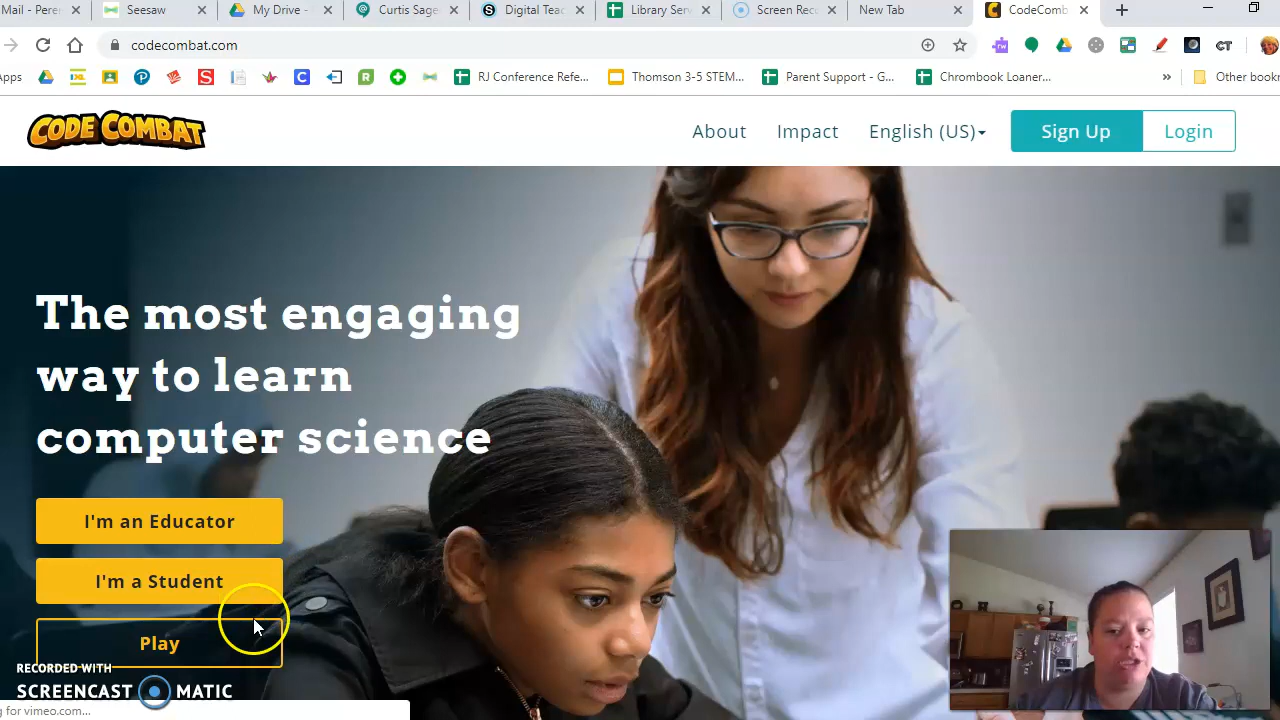 Mail - Perer
Seesaw
My Drive -
Curtis Sage
Digital Teac
Library Serv
Screen Re
New Tab
CodeComb
codecombat.com
Apps
RJ Conference Refe...
Thomson 3-5 STEM...
Parent Support - G...
Chrombook Loaner...
»
Other book
CODE COMBAT
About
Impact
English (US)
Sign Up
Login
The most engaging
way to learn
computer science
I'm an Educator
I'm a Student
Play
RECORDED WITH
SCREENCAST MATIC
g for vimeo.com...